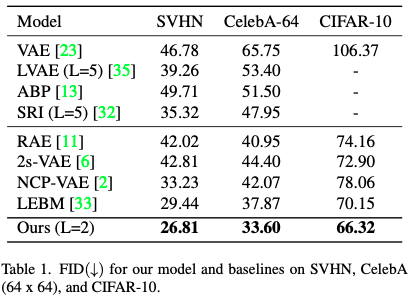 Model SVHN CelebA-64 CIFAR-10
VAE [23] 46.78 65.75 106.37
LVAE (L=5) [35] 39.26 53.40 -
ABP [13] 49.71 51.50 -
SRI (L=5) [32] 35.32 47.95 -
RAE [11] 42.02 40.95 74.16
2s-VAE [6] 42.81 44.40 72.90
NCP-VAE [2] 33.23 42.07 78.06
LEBM [33] 29.44 37.87 70.15
Ours (L=2) 26.81 33.60 66.32
Table 1. FID(↓) for our model and baselines on SVHN, CelebA
(64 x 64), and CIFAR-10.